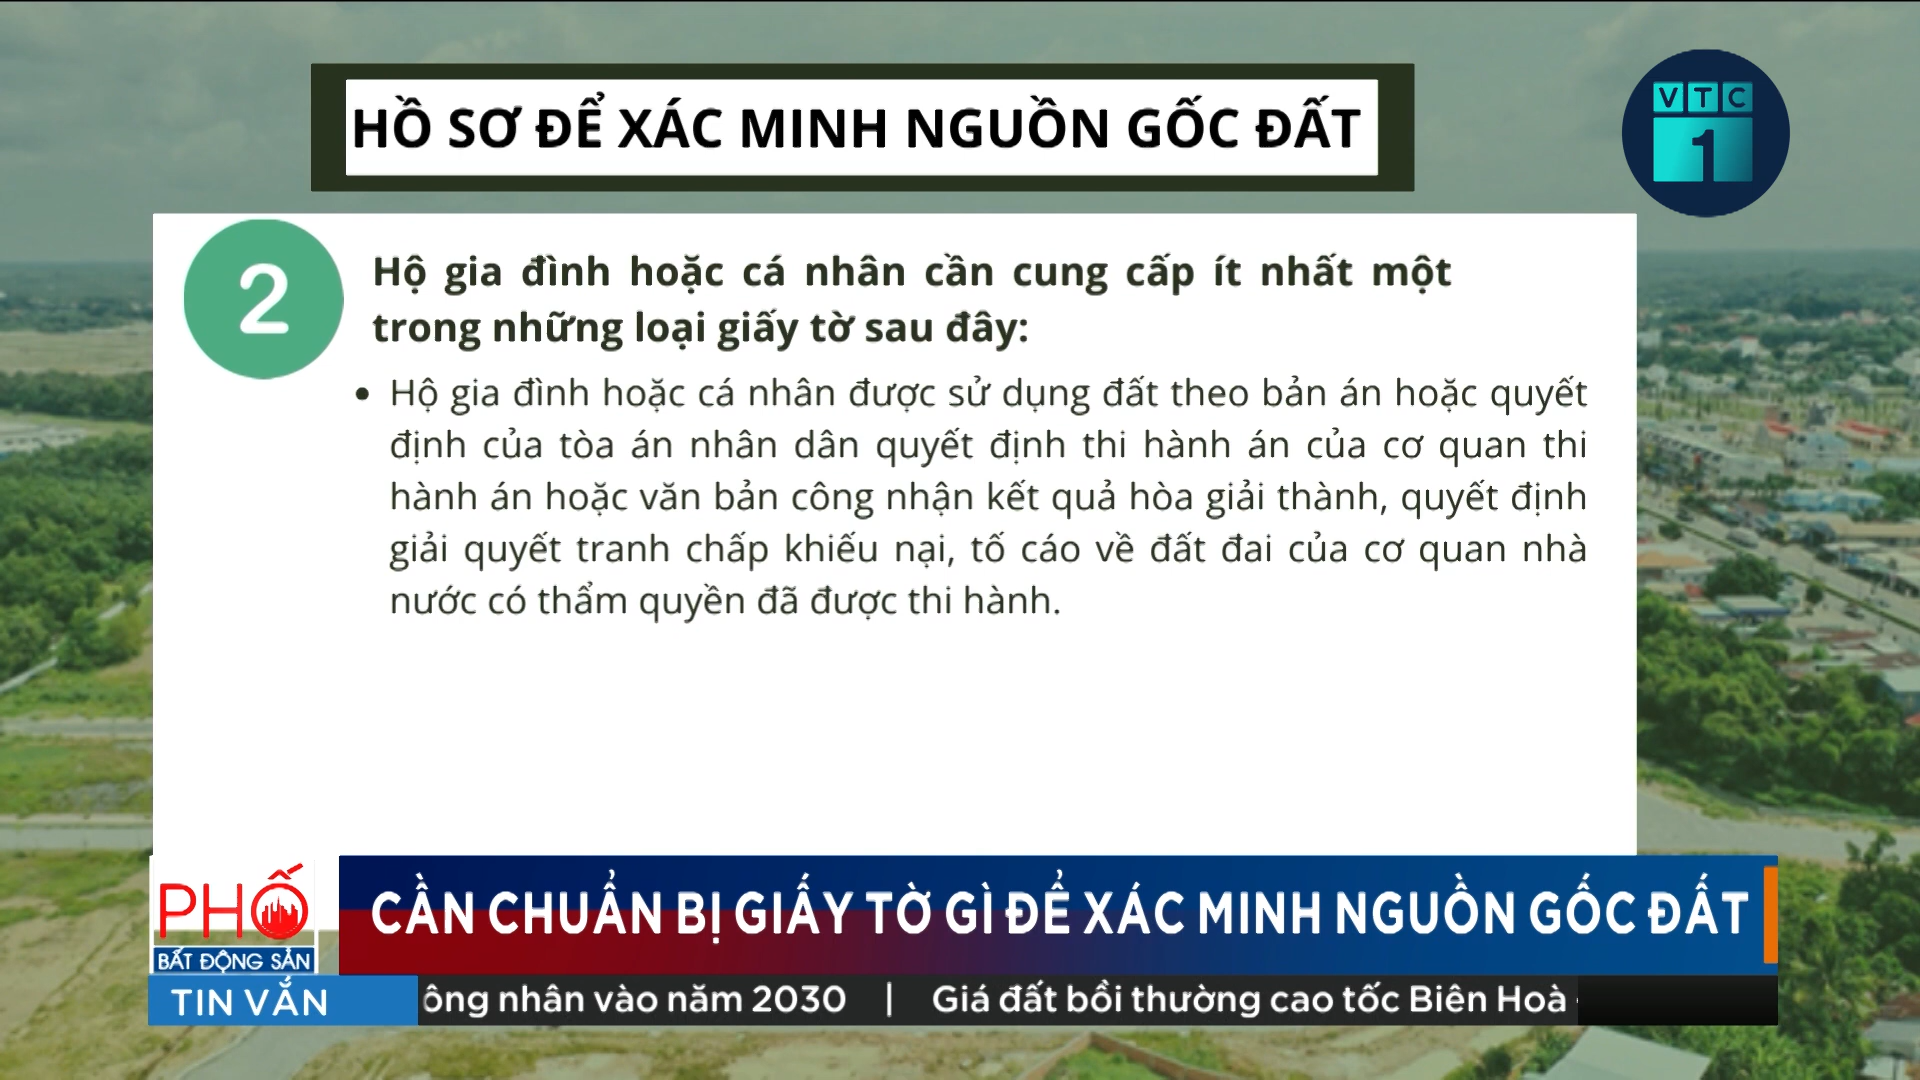 HỒ SƠ ĐỂ XÁC MINH NGUỒN GỐC ĐẤT
VTC
1
2
Hộ gia đình hoặc cá nhân cần cung cấp ít nhất một
trong những loại giấy tờ sau đây:
• Hộ gia đình hoặc cá nhân được sử dụng đất theo bản án hoặc quyết
định của tòa án nhân dân quyết định thi hành án của cơ quan thi
hành án hoặc văn bản công nhận kết quả hòa giải thành, quyết định
giải quyết tranh chấp khiếu nại, tố cáo về đất đai của cơ quan nhà
nước có thẩm quyền đã được thi hành.
PHỐ
BẤT ĐỘNG SẢN
CẦN CHUẨN BỊ GIẤY TỜ GÌ ĐỂ XÁC MINH NGUỒN GỐC ĐẤT
TIN VẮN
ông nhân vào năm 2030 | Giá đất bồi thường cao tốc Biên Hoà